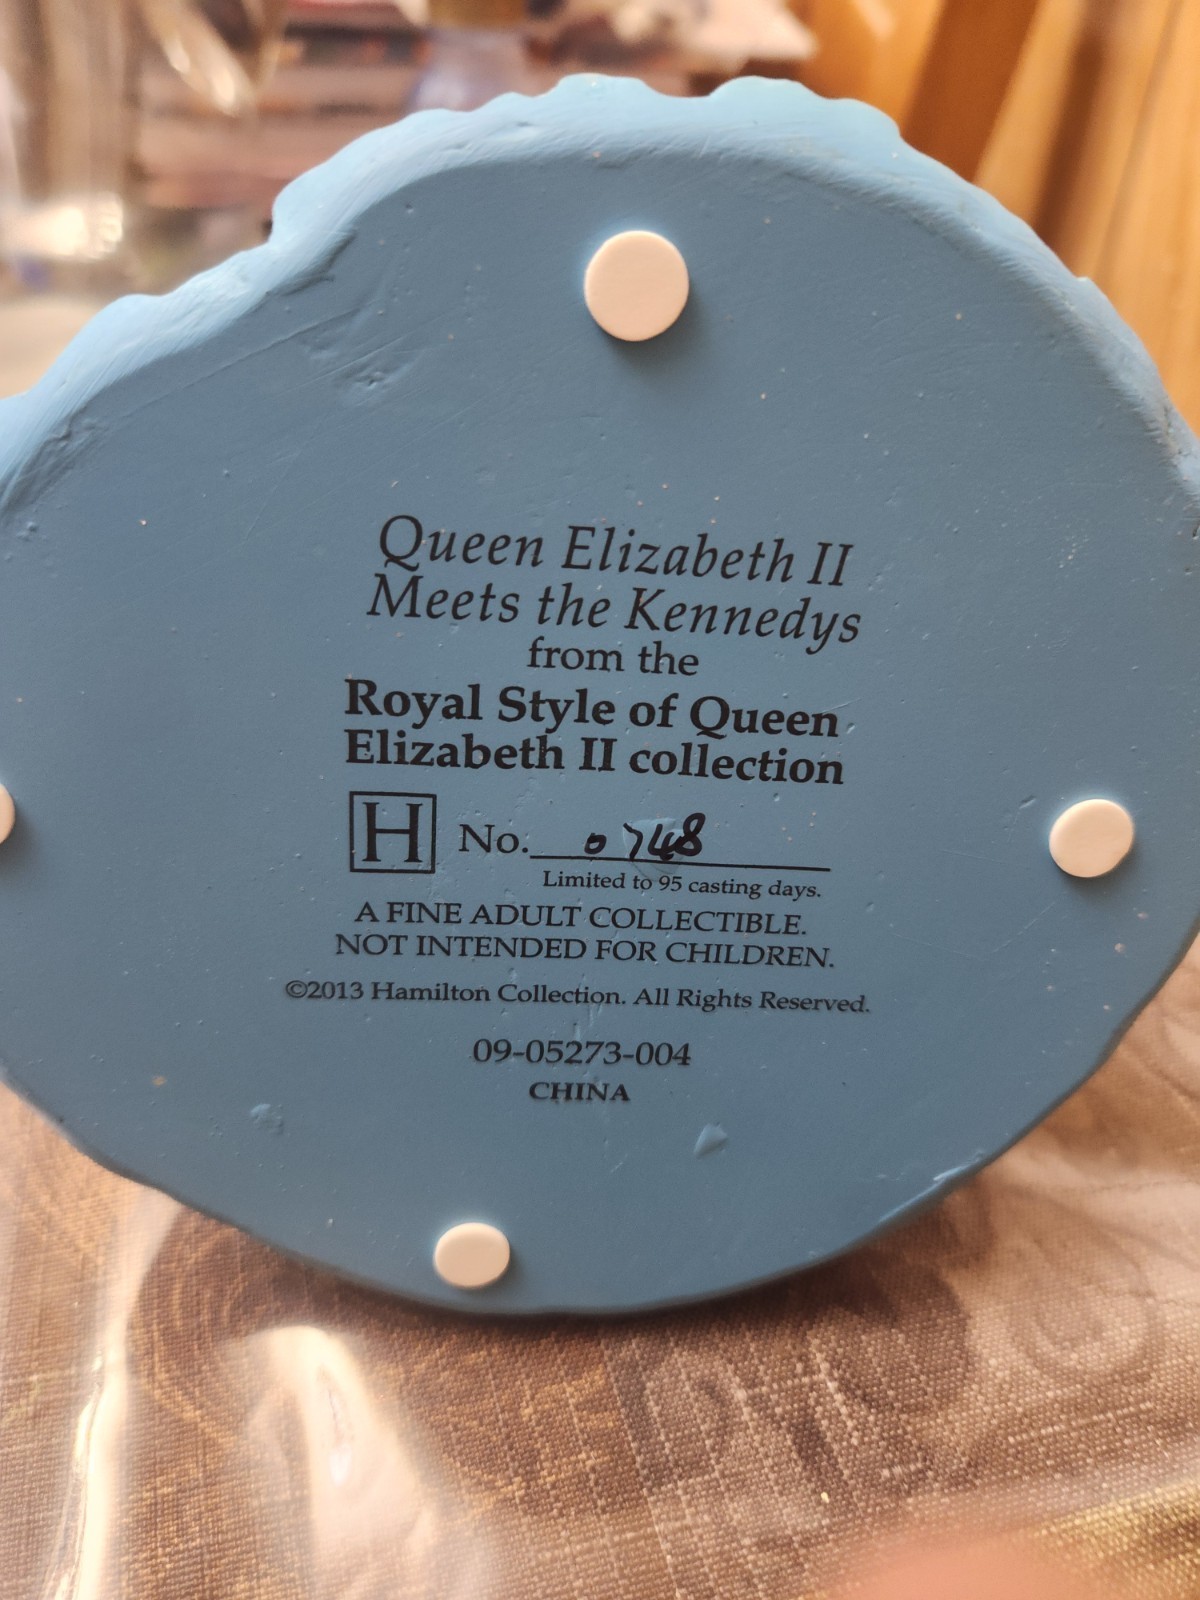 Queen Elizabeth II
Meets the Kennedys
from the
Royal Style of Queen
Elizabeth II collection
H No. 0748
Limited to 95 casting days.
A FINE ADULT COLLECTIBLE.
NOT INTENDED FOR CHILDREN.
©2013 Hamilton Collection. All Rights Reserved.
09-05273-004
CHINA